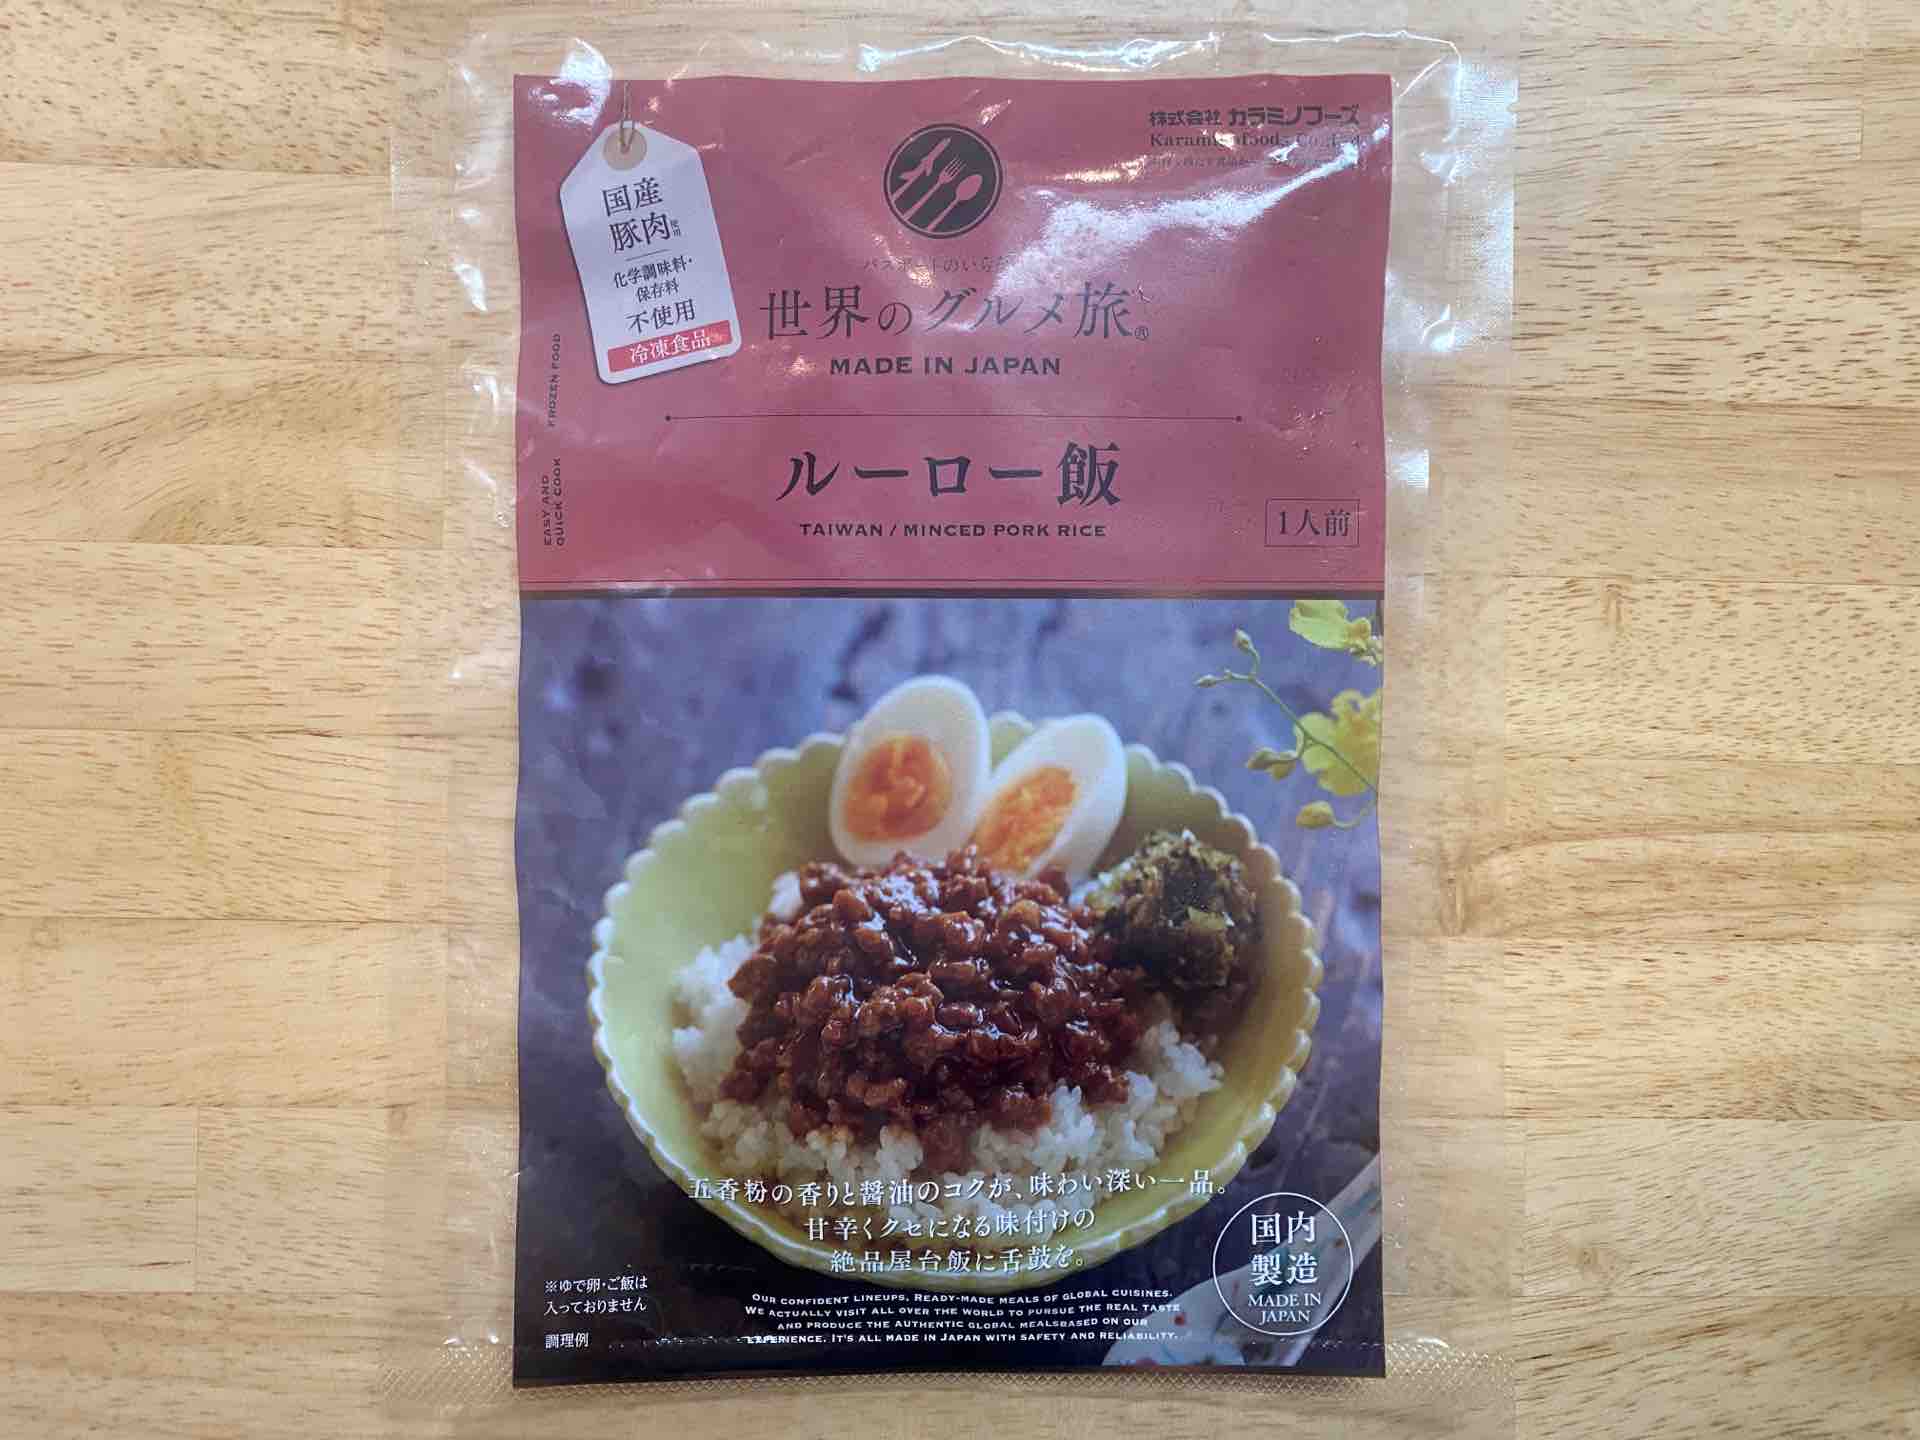 株式会社 カラミノフーズ
国産
豚肉使用
化学調味料・
保存料
不使用
冷凍食品
世界のグルメ旅®
MADE IN JAPAN
FROZEN FOOD
EASY AND
QUICK COOK
ルーロー飯
TAIWAN / MINCED PORK RICE
1人前
五香粉の香りと醤油のコクが、味わい深い一品。
甘辛くクセになる味付けの
絶品屋台飯に舌鼓を。
国内
製造
MADE IN
JAPAN
※ゆで卵・ご飯は
入っておりません
調理例
OUR CONFIDENT LINEUPS, READY-MADE MEALS OF GLOBAL CUISINES.
WE ACTUALLY VISIT ALL OVER THE WORLD TO PURSUE THE REAL TASTE
AND PRODUCE THE AUTHENTIC GLOBAL MEALSBASED ON OUR
EXPERIENCE. IT'S ALL MADE IN JAPAN WITH SAFETY AND RELIABILITY.